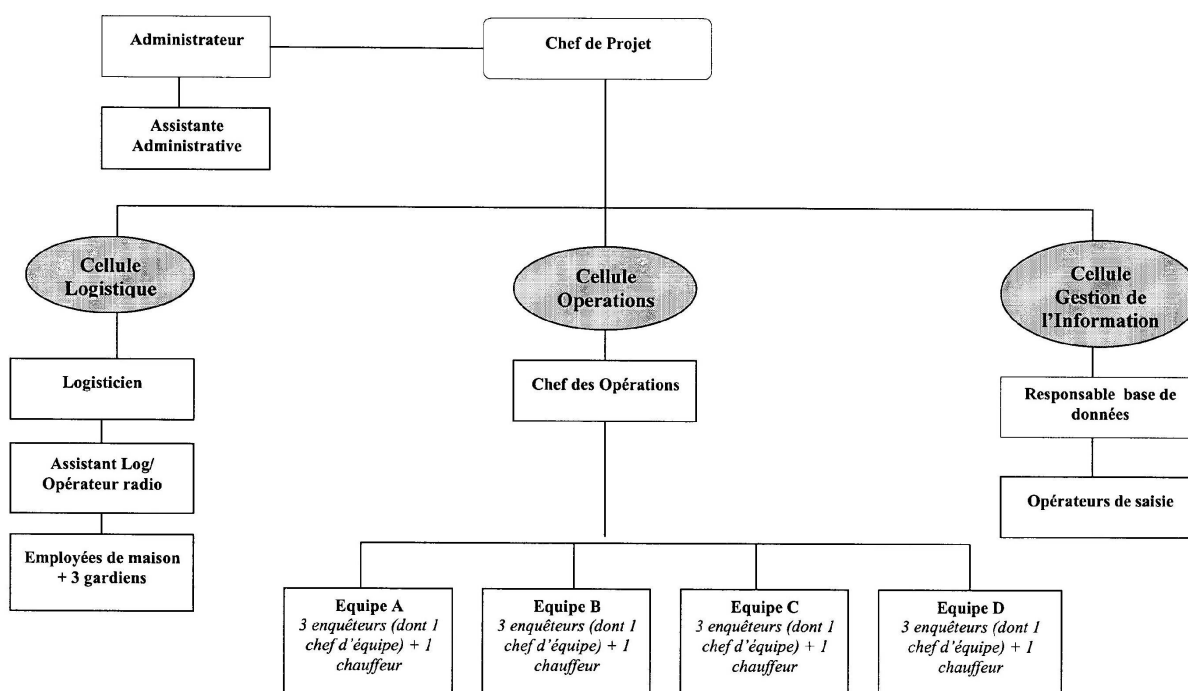 Administrateur
Chef de Projet
Assistante
Administrative
Cellule
Logistique
Cellule
Operations
Cellule
Gestion de
l'Information
Logisticien
Chef des Opérations
Responsable base de
données
Assistant Log/
Opérateur radio
Opérateurs de saisie
Employées de maison
+ 3 gardiens
Equipe A
3 enquêteurs (dont 1
chef d'équipe) + 1
chauffeur
Equipe B
3 enquêteurs (dont 1
chef d'équipe) + 1
chauffeur
Equipe C
3 enquêteurs (dont 1
chef d'équipe) + 1
chauffeur
Equipe D
3 enquêteurs (dont 1
chef d'équipe) + 1
chauffeur